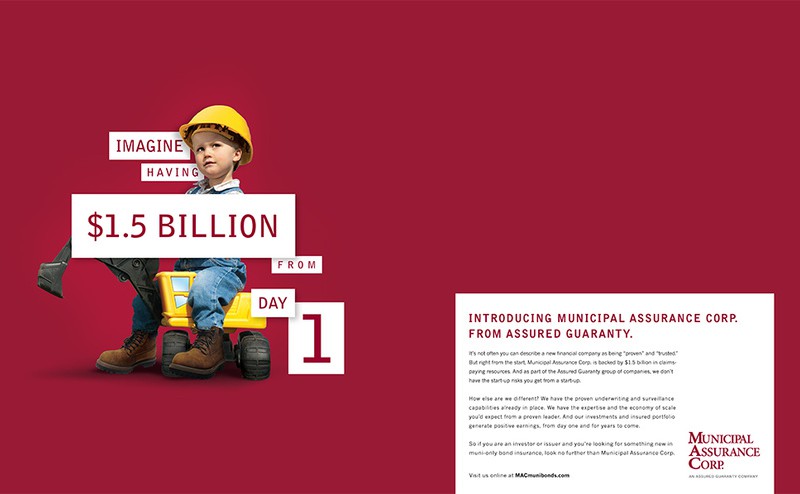 IMAGINE
HAVING
$1.5 BILLION
FROM
DAY
1
INTRODUCING MUNICIPAL ASSURANCE CORP.
FROM ASSURED GUARANTY.
It's not often you can describe a new financial company as being "proven" and "trusted."
But right from the start, Municipal Assurance Corp. is backed by $1.5 billion in claims-
paying resources. And as part of the Assured Guaranty group of companies, we don't
have the start-up risks you get from a start-up.
How else are we different? We have the proven underwriting and surveillance
capabilities already in place. We have the expertise and the economy of scale
you'd expect from a proven leader. And our investments and insured portfolio
generate positive earnings, from day one and for years to come.
So if you are an investor or issuer and you're looking for something new in
muni-only bond insurance, look no further than Municipal Assurance Corp.
Visit us online at MACmunibonds.com
MUNICIPAL
ASSURANCE
CORP.
AN ASSURED GUARANTY COMPANY